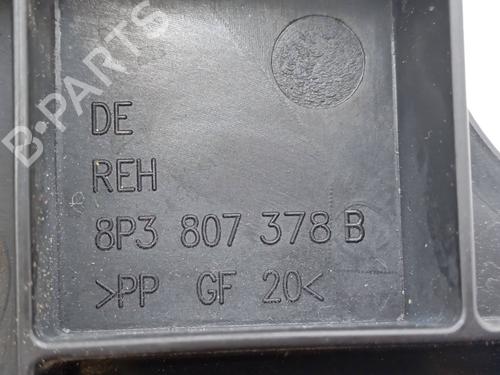 B-PARTS
DE
REH
8P3 807 378 B
>PP GF 20<